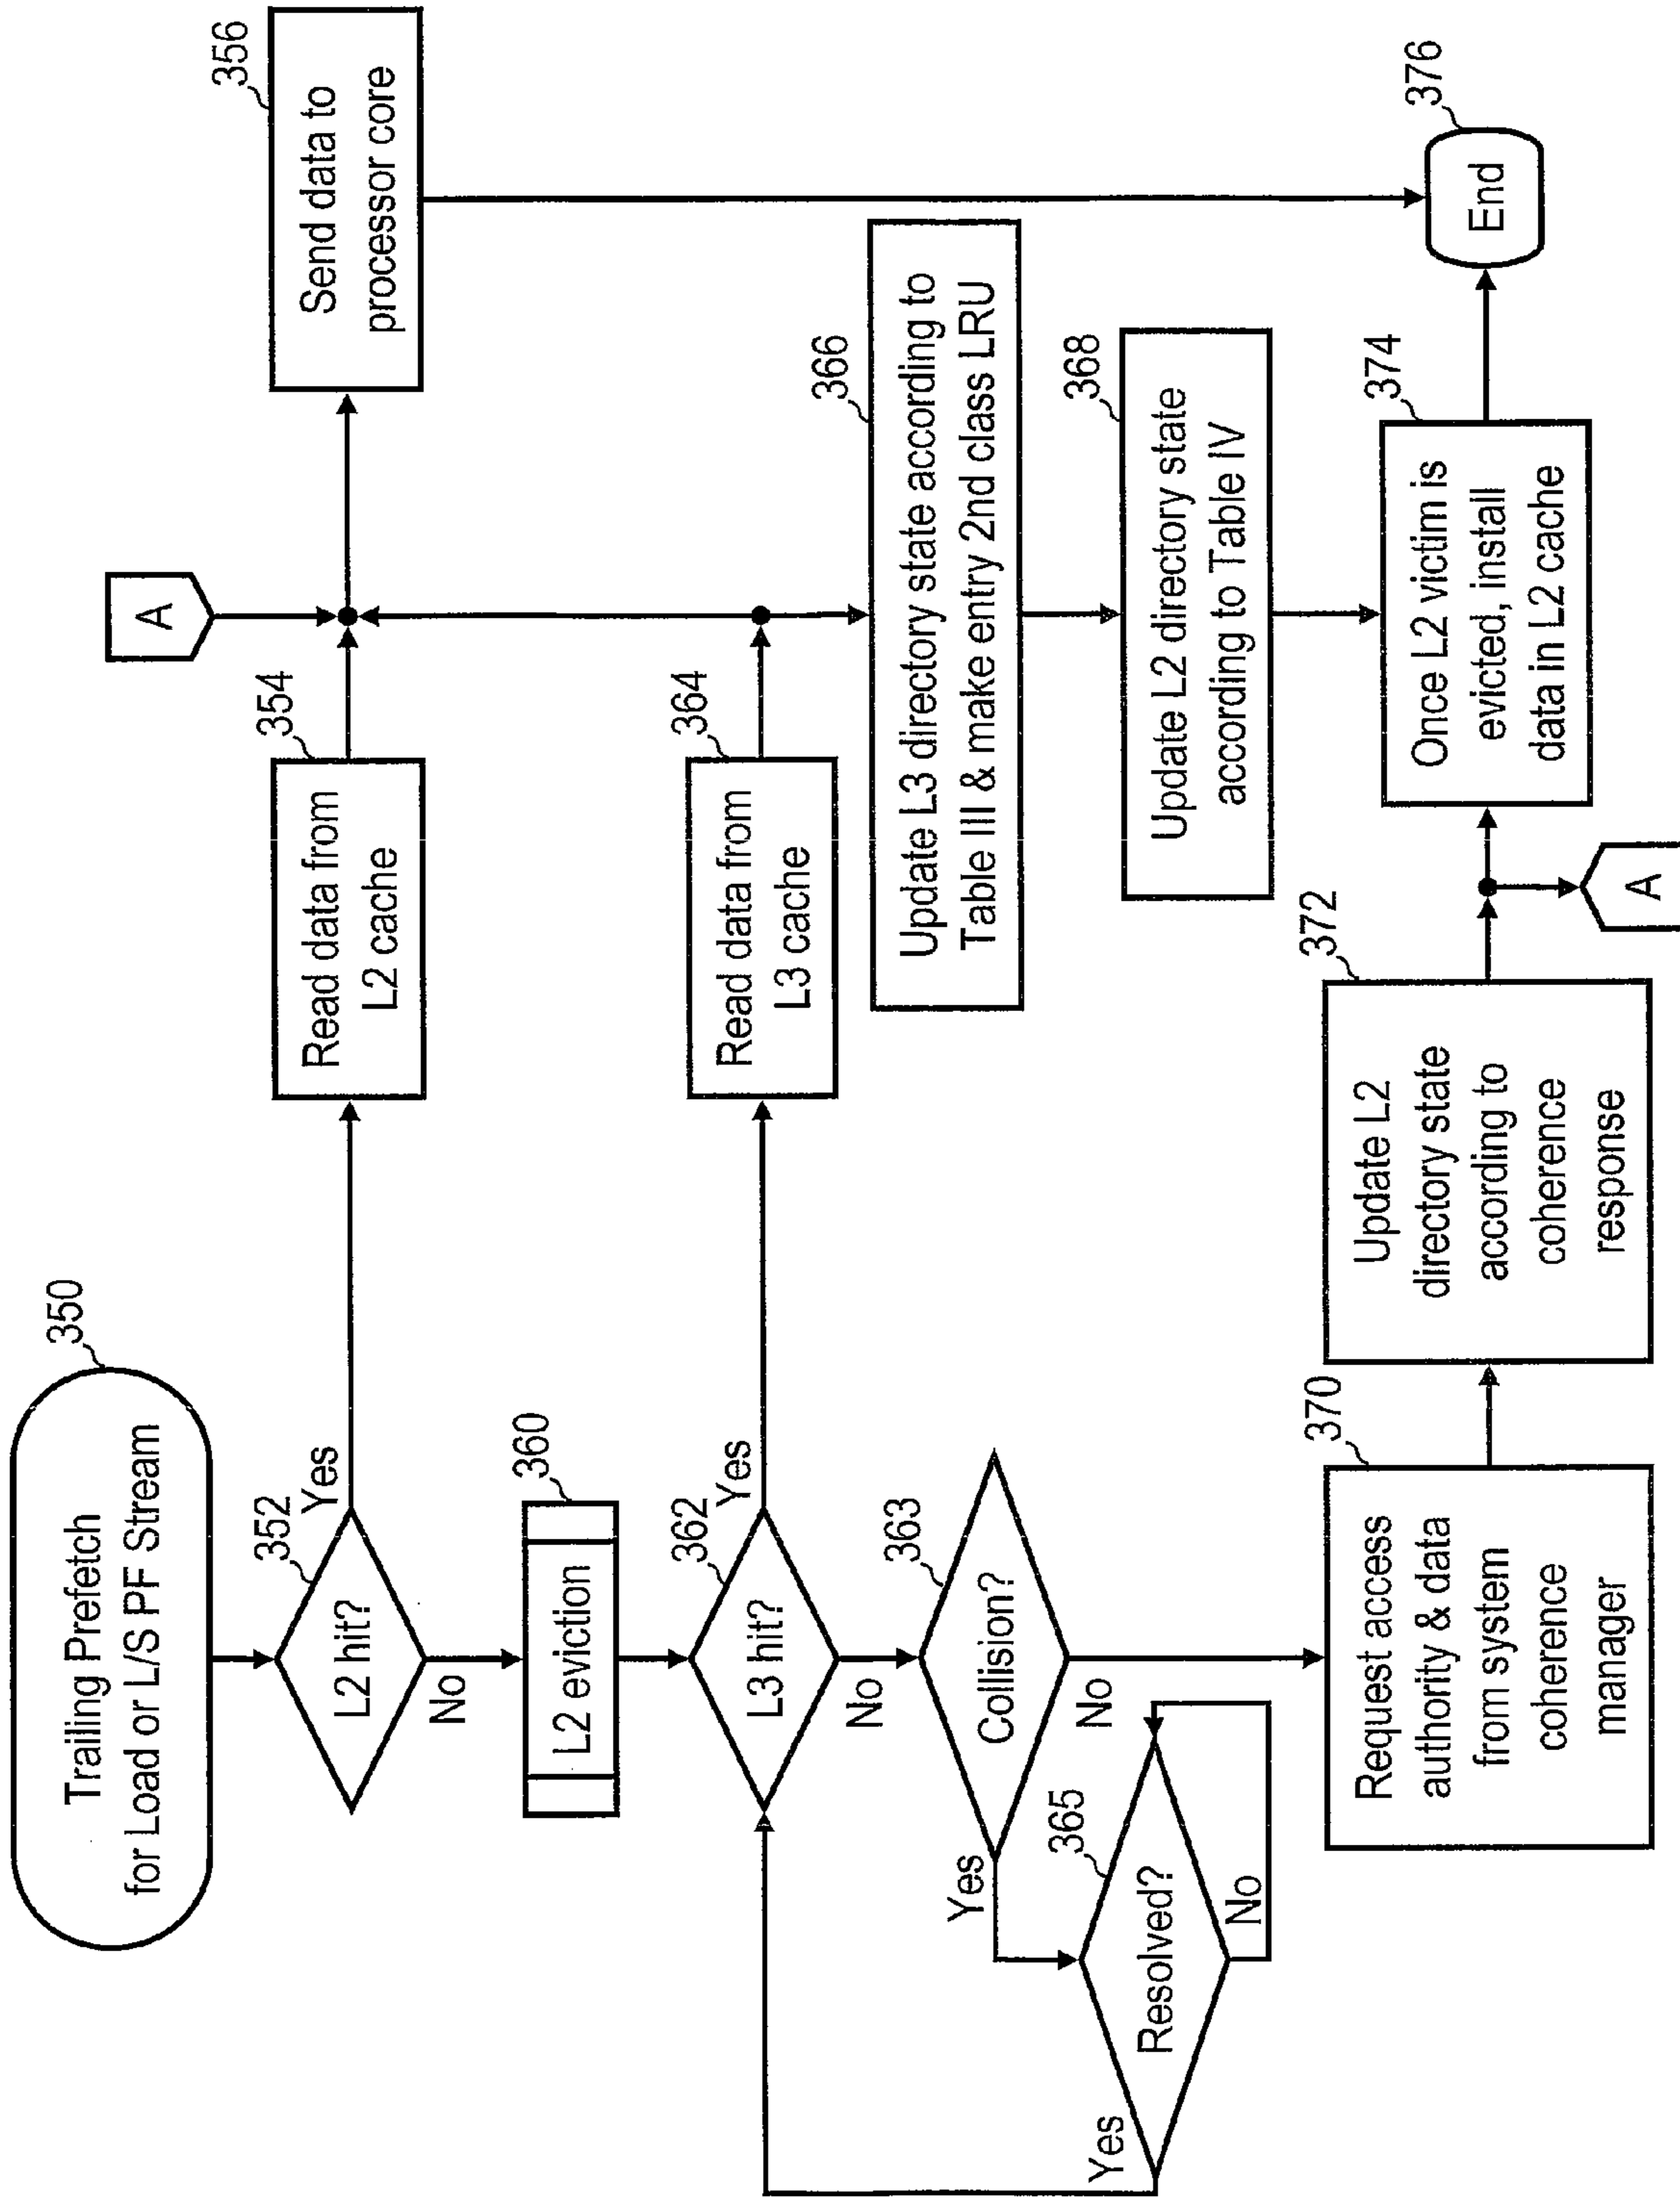 350
Trailing Prefetch
for Load or L/S PF Stream
352
L2 hit?
Yes
No
354
Read data from
L2 cache
A
356
Send data to
processor core
360
L2 eviction
362
L3 hit?
Yes
No
364
Read data from
L3 cache
366
Update L3 directory state according to
Table III & make entry 2nd class LRU
368
Update L2 directory state
according to Table IV
363
Collision?
Yes
No
365
Resolved?
Yes
No
370
Request access
authority & data
from system
coherence
manager
372
Update L2
directory state
according to
coherence
response
A
374
Once L2 victim is
evicted, install
data in L2 cache
376
End